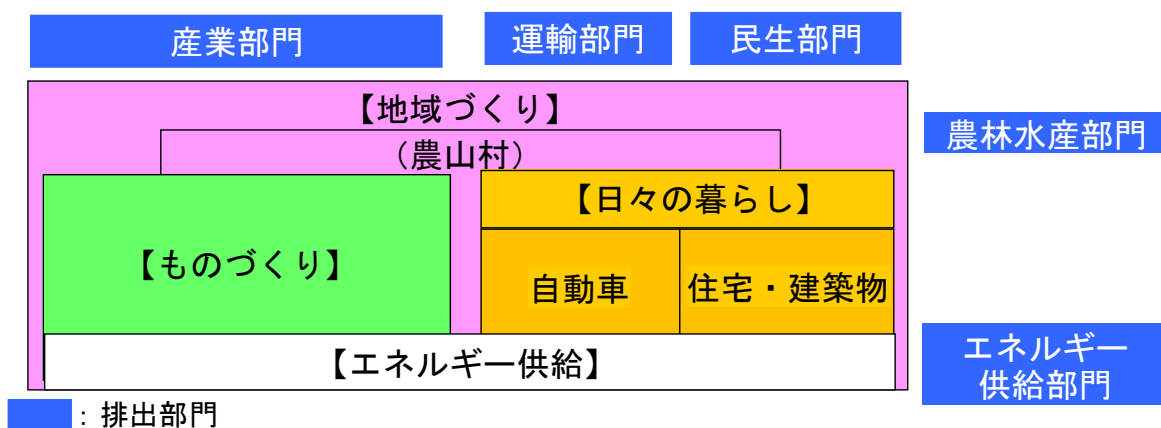 産業部門
運輸部門
民生部門
【地域づくり】
（農山村）
農林水産部門
【日々の暮らし】
【ものづくり】
自動車
住宅・建築物
【エネルギー供給】
エネルギー
供給部門
：排出部門